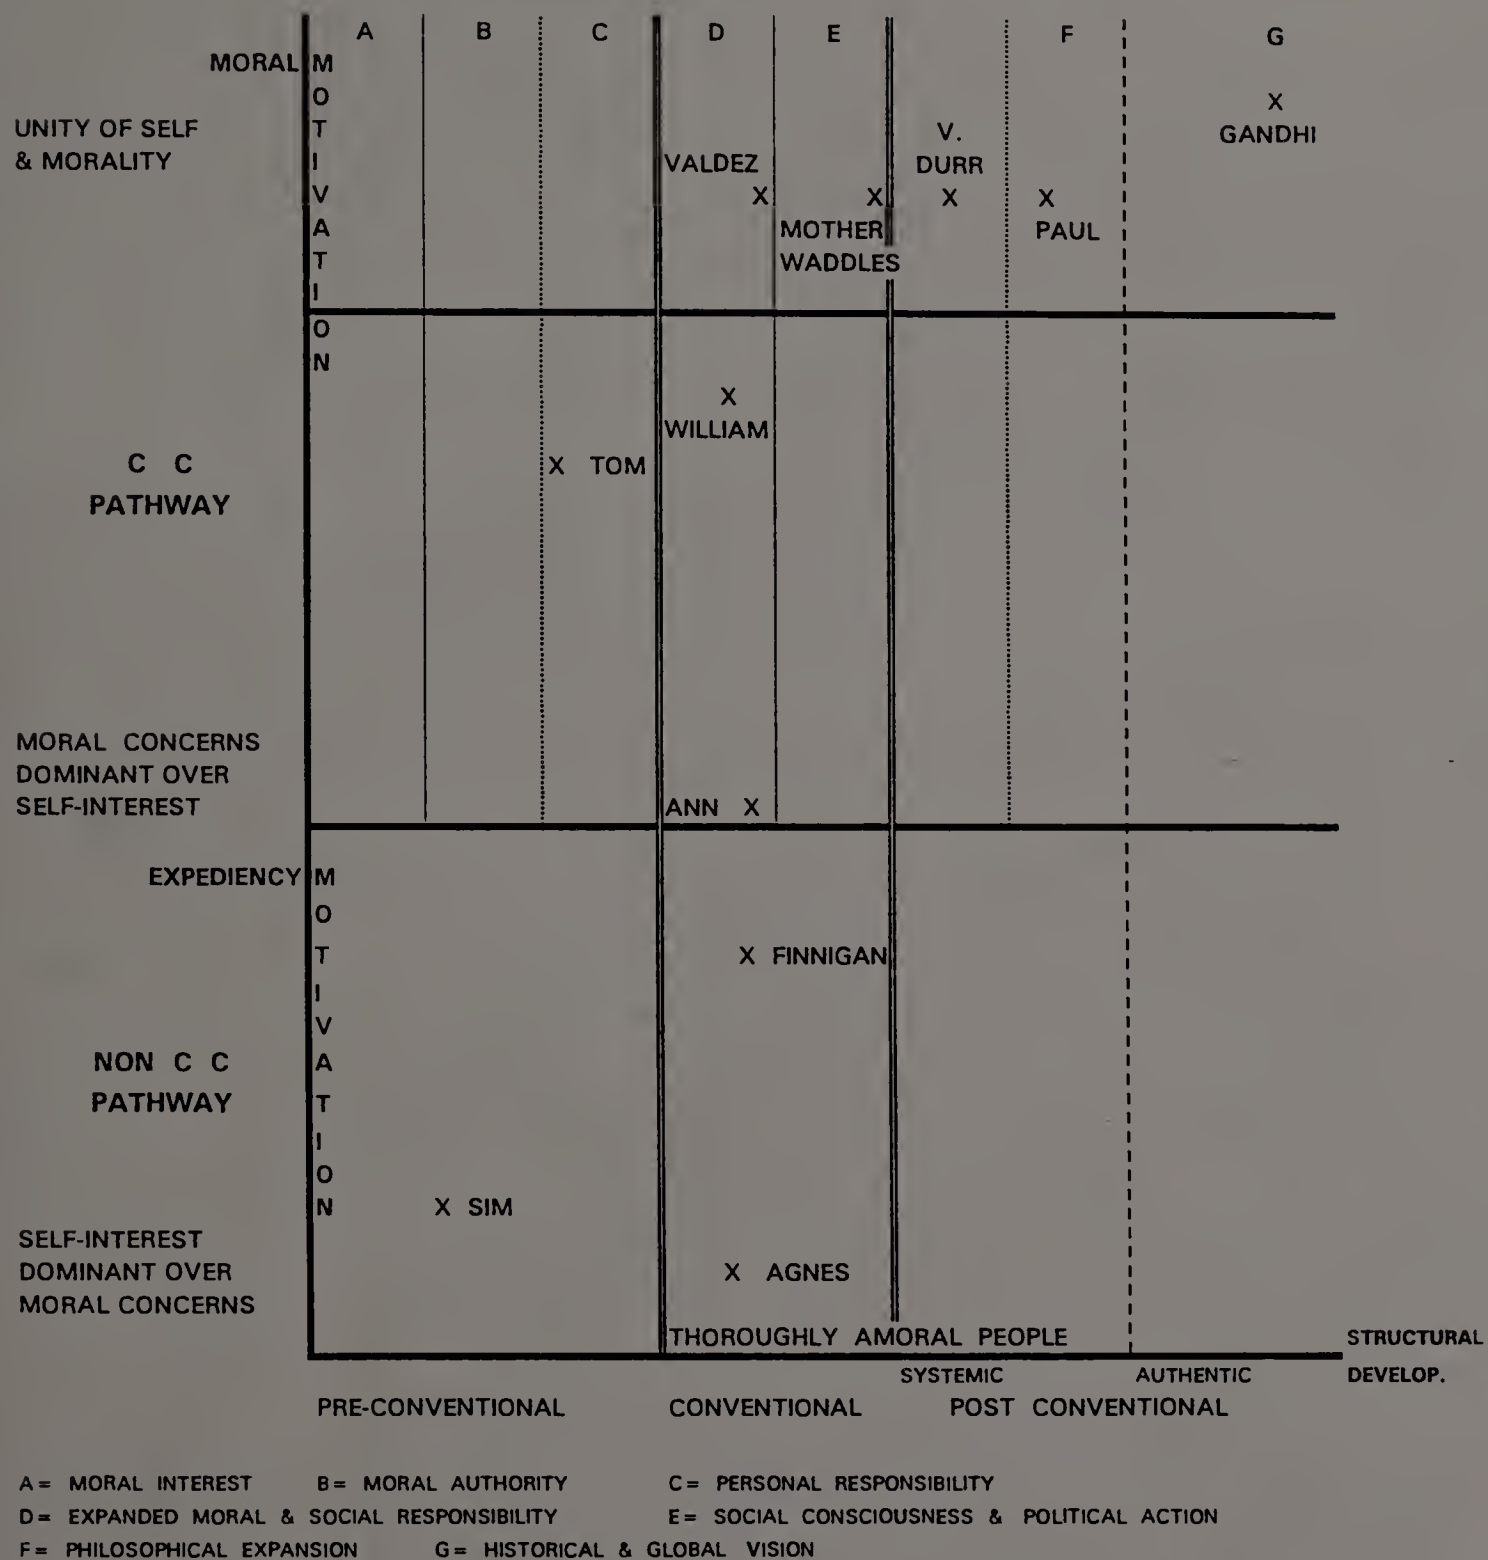 A B C D E F G
MORAL MOTIVATION
UNITY OF SELF
& MORALITY
X
GANDHI
VALDEZ
X
X
MOTHER
WADDLES
V.
DURR
X
X
PAUL
X
WILLIAM
C C
PATHWAY
X TOM
MORAL CONCERNS
DOMINANT OVER
SELF-INTEREST
ANN X
EXPEDIENCY MOTIVATION
X FINNIGAN
NON C C
PATHWAY
X SIM
SELF-INTEREST
DOMINANT OVER
MORAL CONCERNS
X AGNES
THOROUGHLY AMORAL PEOPLE
STRUCTURAL
DEVELOP.
SYSTEMIC AUTHENTIC
PRE-CONVENTIONAL CONVENTIONAL POST CONVENTIONAL
A = MORAL INTEREST B = MORAL AUTHORITY C = PERSONAL RESPONSIBILITY
D = EXPANDED MORAL & SOCIAL RESPONSIBILITY E = SOCIAL CONSCIOUSNESS & POLITICAL ACTION
F = PHILOSOPHICAL EXPANSION G = HISTORICAL & GLOBAL VISION